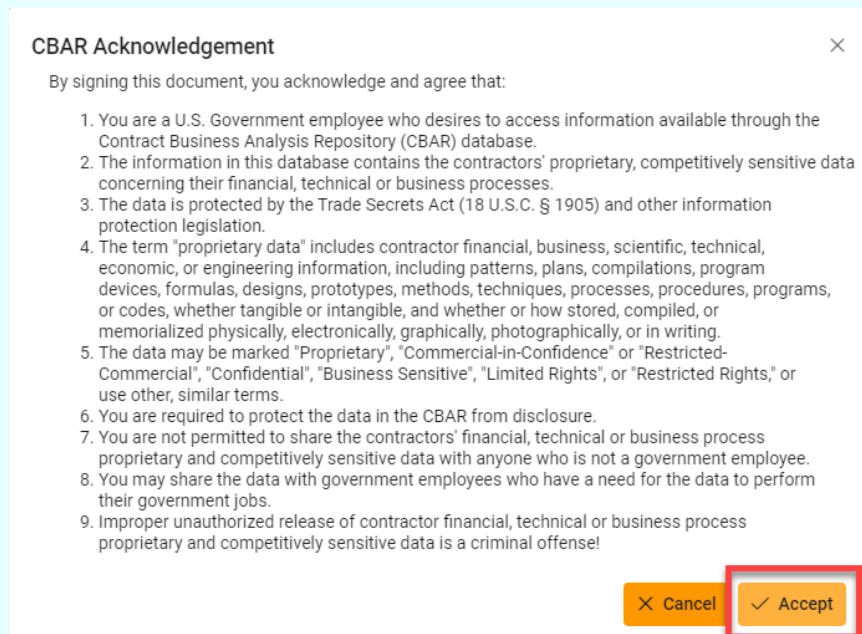 CBAR Acknowledgement
By signing this document, you acknowledge and agree that:
1. You are a U.S. Government employee who desires to access information available through the
Contract Business Analysis Repository (CBAR) database.
2. The information in this database contains the contractors' proprietary, competitively sensitive data
concerning their financial, technical or business processes.
3. The data is protected by the Trade Secrets Act (18 U.S.C. § 1905) and other information
protection legislation.
4. The term "proprietary data" includes contractor financial, business, scientific, technical,
economic, or engineering information, including patterns, plans, compilations, program
devices, formulas, designs, prototypes, methods, techniques, processes, procedures, programs,
or codes, whether tangible or intangible, and whether or how stored, compiled, or
memorialized physically, electronically, graphically, photographically, or in writing.
5. The data may be marked "Proprietary", "Commercial-in-Confidence" or "Restricted-
Commercial", "Confidential", "Business Sensitive", "Limited Rights", or "Restricted Rights," or
use other, similar terms.
6. You are required to protect the data in the CBAR from disclosure.
7. You are not permitted to share the contractors' financial, technical or business process
proprietary and competitively sensitive data with anyone who is not a government employee.
8. You may share the data with government employees who have a need for the data to perform
their government jobs.
9. Improper unauthorized release of contractor financial, technical or business process
proprietary and competitively sensitive data is a criminal offense!
Cancel
Accept